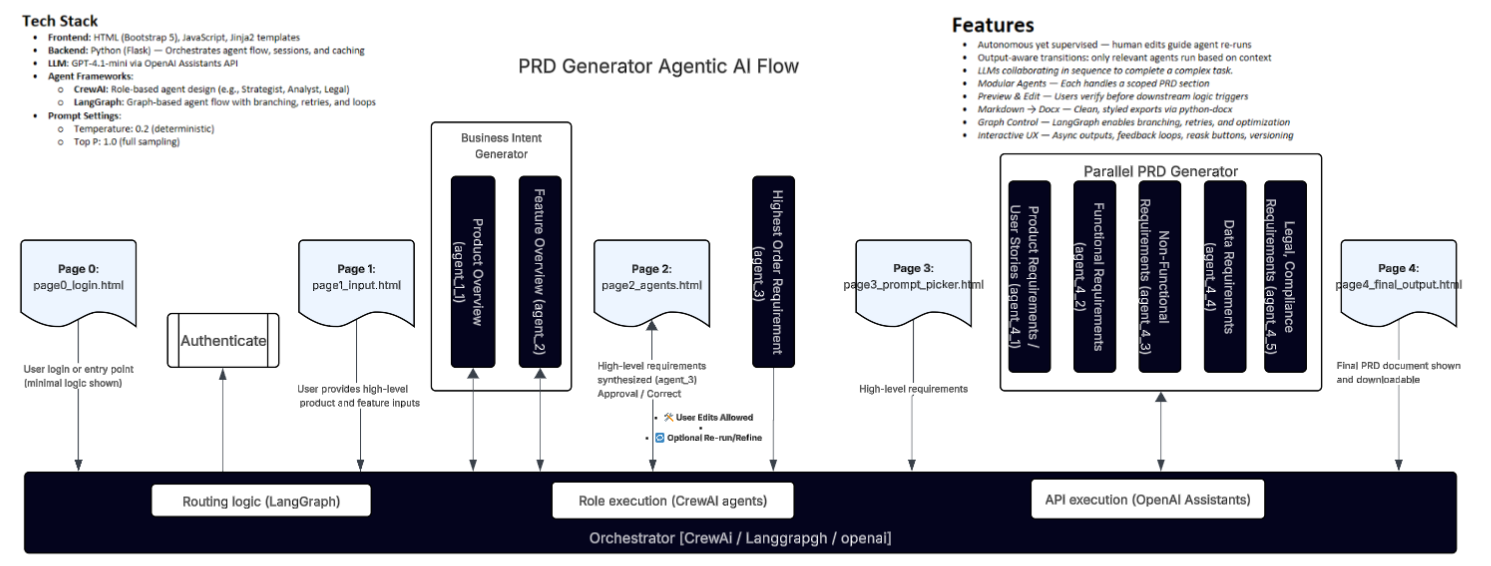 Tech Stack
• Frontend: HTML (Bootstrap 5), JavaScript, Jinja2 templates
• Backend: Python (Flask) — Orchestrates agent flow, sessions, and caching
• LLM: GPT-4.1-mini via OpenAI Assistants API
• Agent Frameworks:
o CrewAI: Role-based agent design (e.g., Strategist, Analyst, Legal)
o LangGraph: Graph-based agent flow with branching, retries, and loops
• Prompt Settings:
o Temperature: 0.2 (deterministic)
o Top P: 1.0 (full sampling)
PRD Generator Agentic AI Flow
Features
• Autonomous yet supervised — human edits guide agent re-runs
• Output-aware transitions: only relevant agents run based on context
• LLMs collaborating in sequence to complete a complex task.
• Modular Agents — Each handles a scoped PRD section
• Preview & Edit — Users verify before downstream logic triggers
• Markdown → Docx — Clean, styled exports via python-docx
• Graph Control — LangGraph enables branching, retries, and optimization
• Interactive UX — Async outputs, feedback loops, reask buttons, versioning
Page 0:
page0_login.html
User login or entry point
(minimal logic shown)
Authenticate
Page 1:
page1_input.html
User provides high-level
product and feature inputs
Business Intent
Generator
Product Overview
(agent_1_1)
Feature Overview (agent_2)
Page 2:
page2_agents.html
High-level requirements
synthesized (agent_3)
Approval / Correct
• 🛠 User Edits Allowed
•
• 🔄 Optional Re-run/Refine
Highest Order Requirement
(agent_3)
Page 3:
page3_prompt_picker.html
High-level requirements
Parallel PRD Generator
Product Requirements /
User Stories (agent_4_1)
Functional Requirements
(agent_4_2)
Non-Functional
Requirements (agent_4_3)
Data Requirements
(agent_4_4)
Legal, Compliance
Requirements (agent_4_5)
Page 4:
page4_final_output.html
Final PRD document shown
and downloadable
Routing logic (LangGraph)
Role execution (CrewAI agents)
API execution (OpenAI Assistants)
Orchestrator [CrewAi / Langgrapgh / openai]